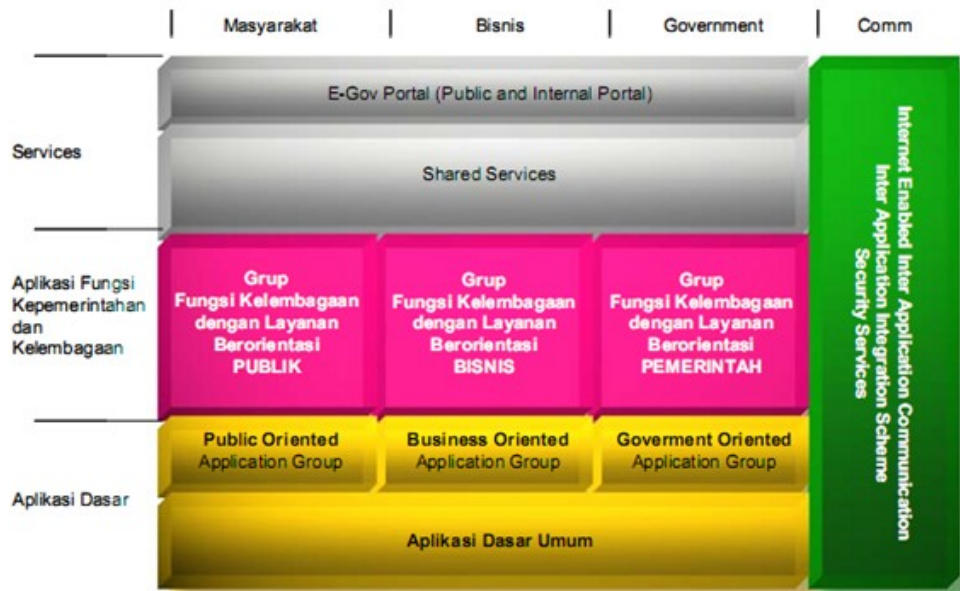 Masyarakat
Bisnis
Government
Comm
Services
E-Gov Portal (Public and Internal Portal)
Shared Services
Aplikasi Fungsi
Kepemerintahan
dan
Kelembagaan
Grup
Fungsi Kelembagaan
dengan Layanan
Berorientasi
PUBLIK
Grup
Fungsi Kelembagaan
dengan Layanan
Berorientasi
BISNIS
Grup
Fungsi Kelembagaan
dengan Layanan
Berorientasi
PEMERINTAH
Aplikasi Dasar
Public Oriented
Application Group
Business Oriented
Application Group
Goverment Oriented
Application Group
Aplikasi Dasar Umum
Internet Enabled Inter Application Communication
Inter Application Integration Scheme
Security Services